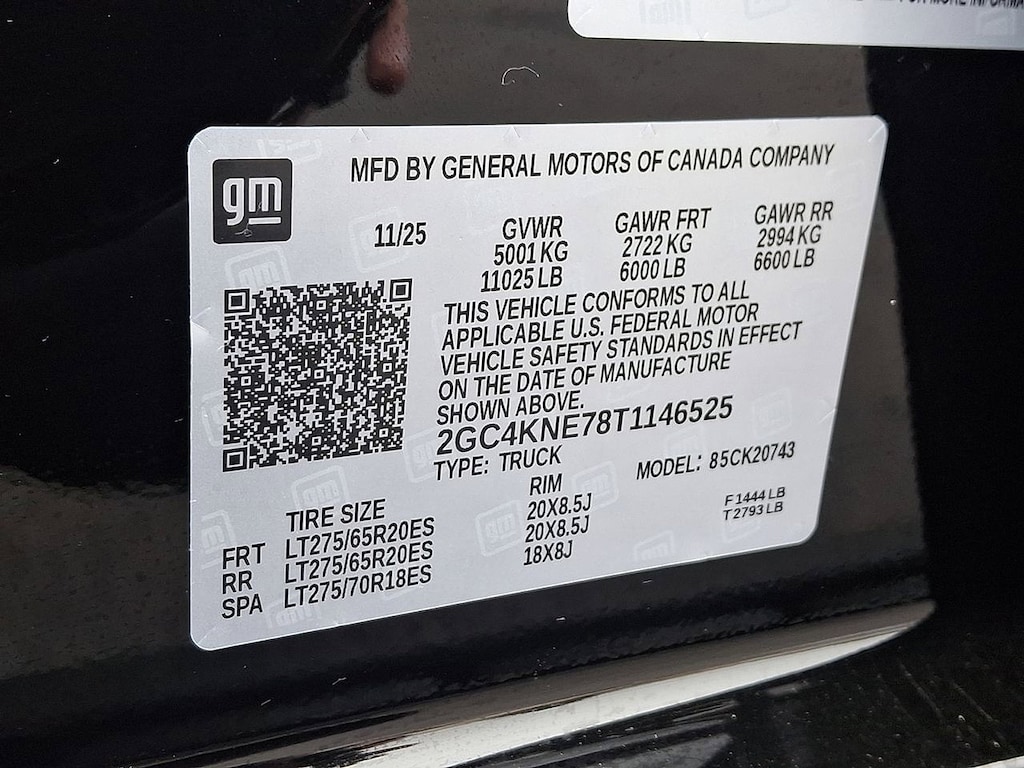 FOR MORE INFORMA
gm
MFD BY GENERAL MOTORS OF CANADA COMPANY
11/25 GVWR GAWR FRT GAWR RR
5001 KG 2722 KG 2994 KG
11025 LB 6000 LB 6600 LB
THIS VEHICLE CONFORMS TO ALL
APPLICABLE U.S. FEDERAL MOTOR
VEHICLE SAFETY STANDARDS IN EFFECT
ON THE DATE OF MANUFACTURE
SHOWN ABOVE.
2GC4KNE78T1146525
TYPE: TRUCK MODEL: 85CK20743
TIRE SIZE RIM
FRT LT275/65R20ES 20X8.5J F1444 LB
RR LT275/65R20ES 20X8.5J T2793 LB
SPA LT275/70R18ES 18X8J